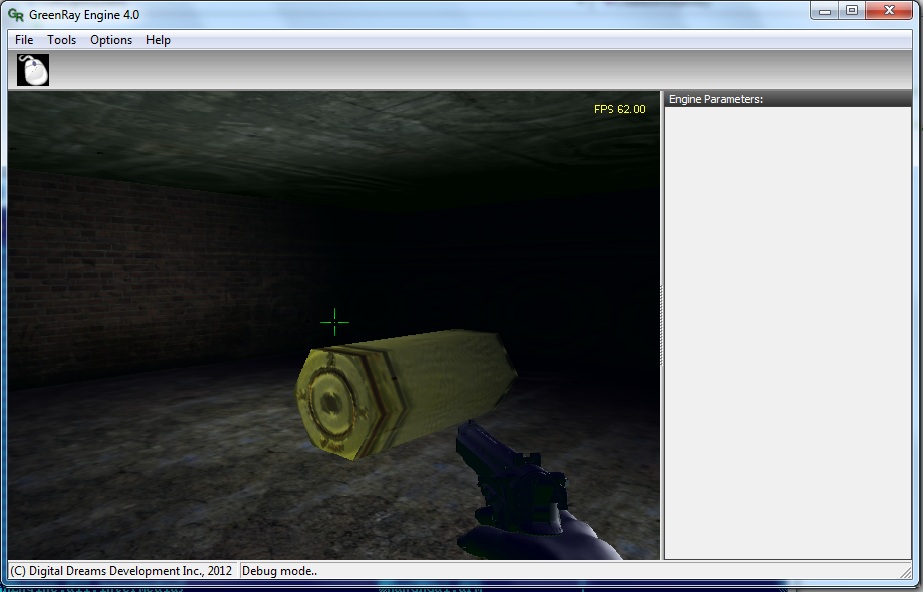 GR GreenRay Engine 4.0
File Tools Options Help
FPS 62.00
Engine Parameters:
(C) Digital Dreams Development Inc., 2012
Debug mode..